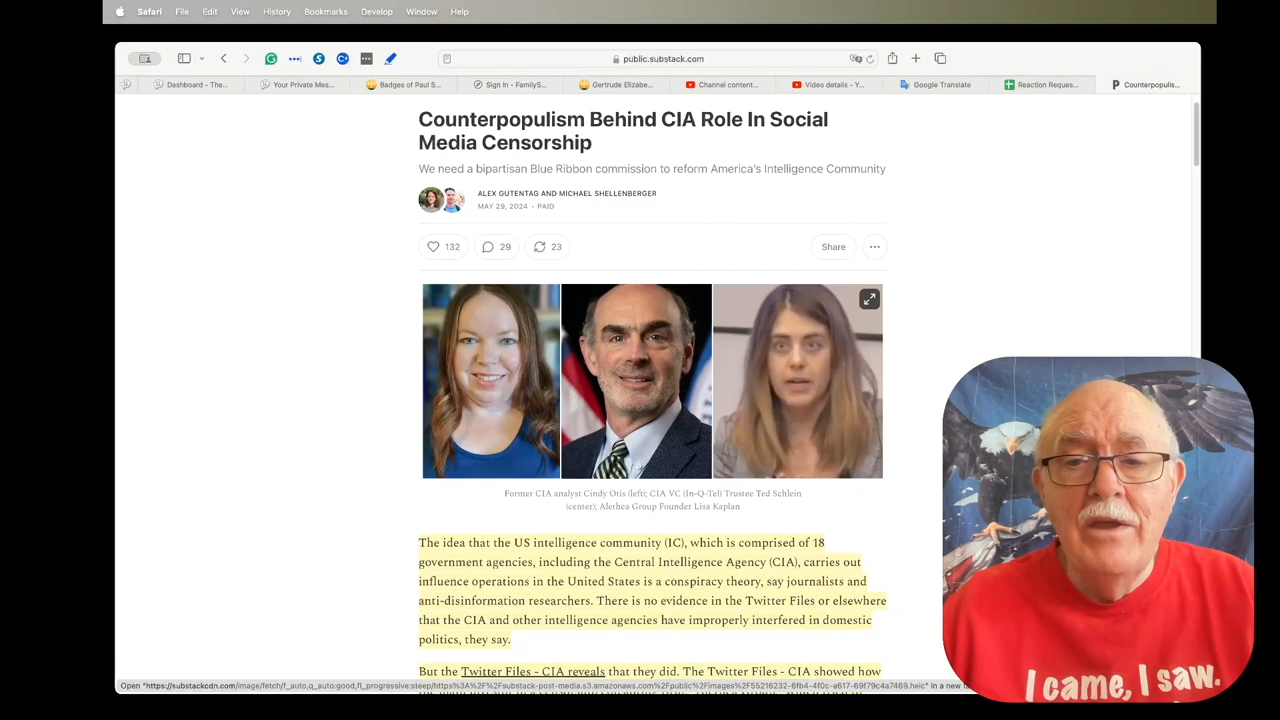 Safari File Edit View History Bookmarks Develop Window Help
public.substack.com
Dashboard - The...
Your Private Mes...
Badges of Paul S...
Sign In - FamilyS...
Gertrude Elizabe...
Channel content...
Video details - Y...
Google Translate
Reaction Reques...
Counterpopulis...
Counterpopulism Behind CIA Role In Social
Media Censorship
We need a bipartisan Blue Ribbon commission to reform America's Intelligence Community
ALEX GUTENTAG AND MICHAEL SHELLENBERGER
MAY 29, 2024 • PAID
132 29 23 Share
Former CIA analyst Cindy Otis (left); CIA VC (In-Q-Tel) Trustee Ted Schlein
(center); Alethea Group Founder Lisa Kaplan
The idea that the US intelligence community (IC), which is comprised of 18
government agencies, including the Central Intelligence Agency (CIA), carries out
influence operations in the United States is a conspiracy theory, say journalists and
anti-disinformation researchers. There is no evidence in the Twitter Files or elsewhere
that the CIA and other intelligence agencies have improperly interfered in domestic
politics, they say.
But the Twitter Files - CIA reveals that they did. The Twitter Files - CIA showed how
I came, I saw.